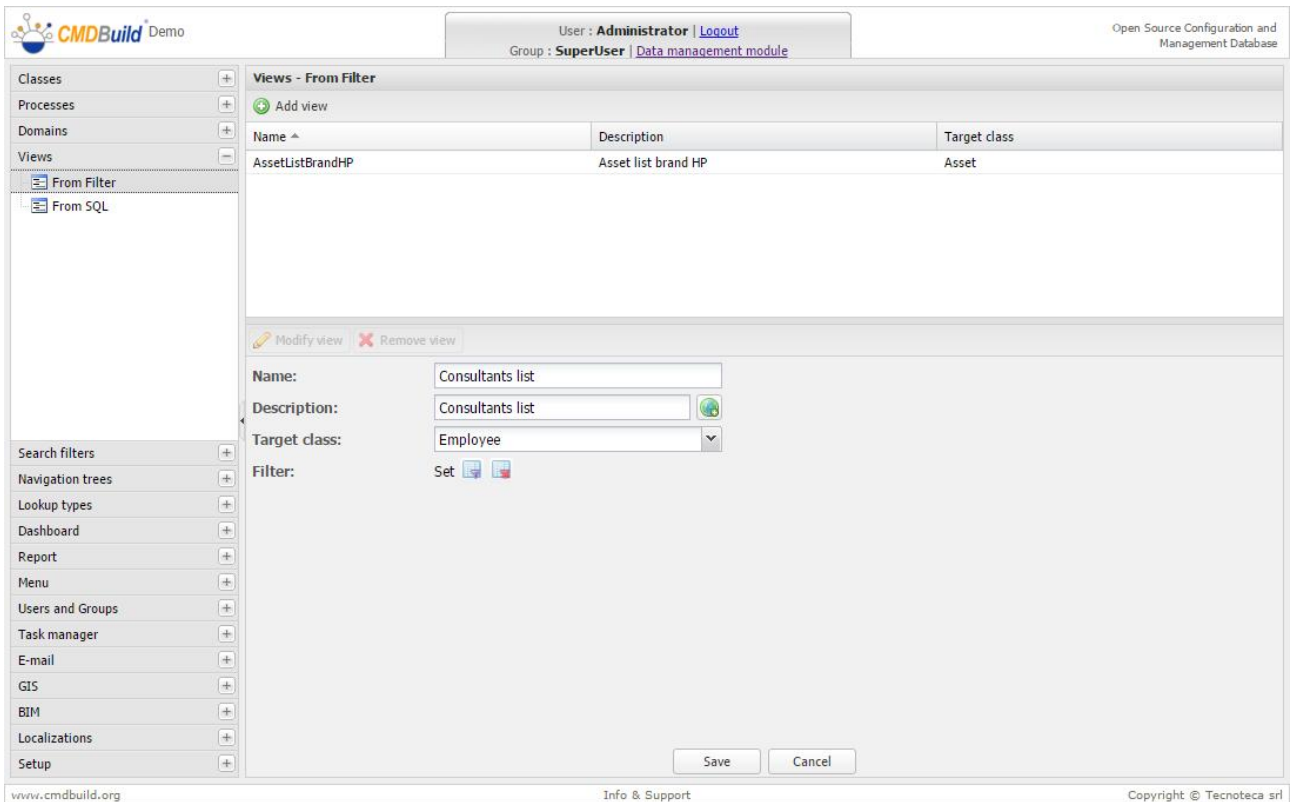 CMDBuild Demo
User : Administrator | Logout
Group : SuperUser | Data management module
Open Source Configuration and
Management Database
Classes
Processes
Domains
Views
From Filter
From SQL
Search filters
Navigation trees
Lookup types
Dashboard
Report
Menu
Users and Groups
Task manager
E-mail
GIS
BIM
Localizations
Setup
Views - From Filter
Add view
Name Description Target class
AssetListBrandHP Asset list brand HP Asset
Modify view Remove view
Name: Consultants list
Description: Consultants list
Target class: Employee
Filter: Set
Save Cancel
www.cmdbuild.org Info & Support Copyright © Tecnoteca srl